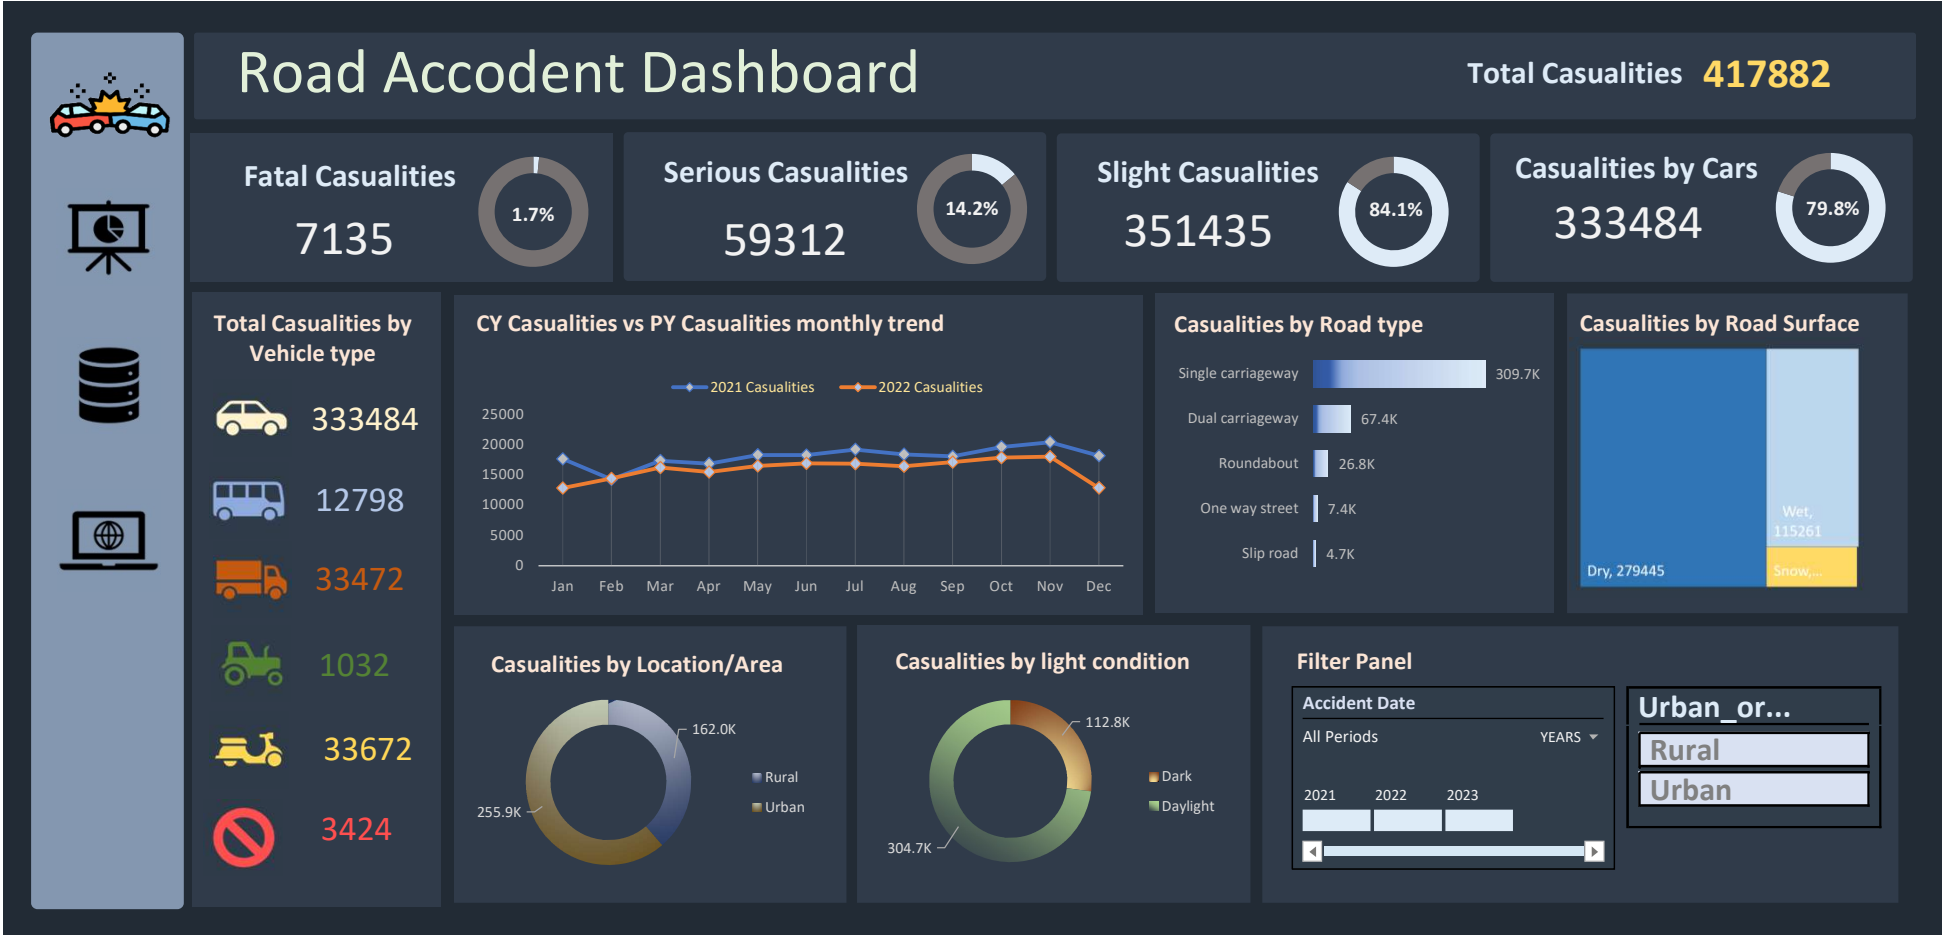 Road Accodent Dashboard
Total Casualities 417882
Fatal Casualities
7135
1.7%
Serious Casualities
59312
14.2%
Slight Casualities
351435
84.1%
Casualities by Cars
333484
79.8%
Total Casualities by
Vehicle type
333484
12798
33472
1032
33672
3424
CY Casualities vs PY Casualities monthly trend
2021 Casualities
2022 Casualities
25000
20000
15000
10000
5000
0
Jan Feb Mar Apr May Jun Jul Aug Sep Oct Nov Dec
Casualities by Road type
Single carriageway 309.7K
Dual carriageway 67.4K
Roundabout 26.8K
One way street 7.4K
Slip road 4.7K
Casualities by Road Surface
Wet,
115261
Dry, 279445
Snow,...
Casualities by Location/Area
162.0K
Rural
Urban
255.9K
Casualities by light condition
112.8K
Dark
Daylight
304.7K
Filter Panel
Accident Date
All Periods YEARS
2021 2022 2023
Urban_or...
Rural
Urban